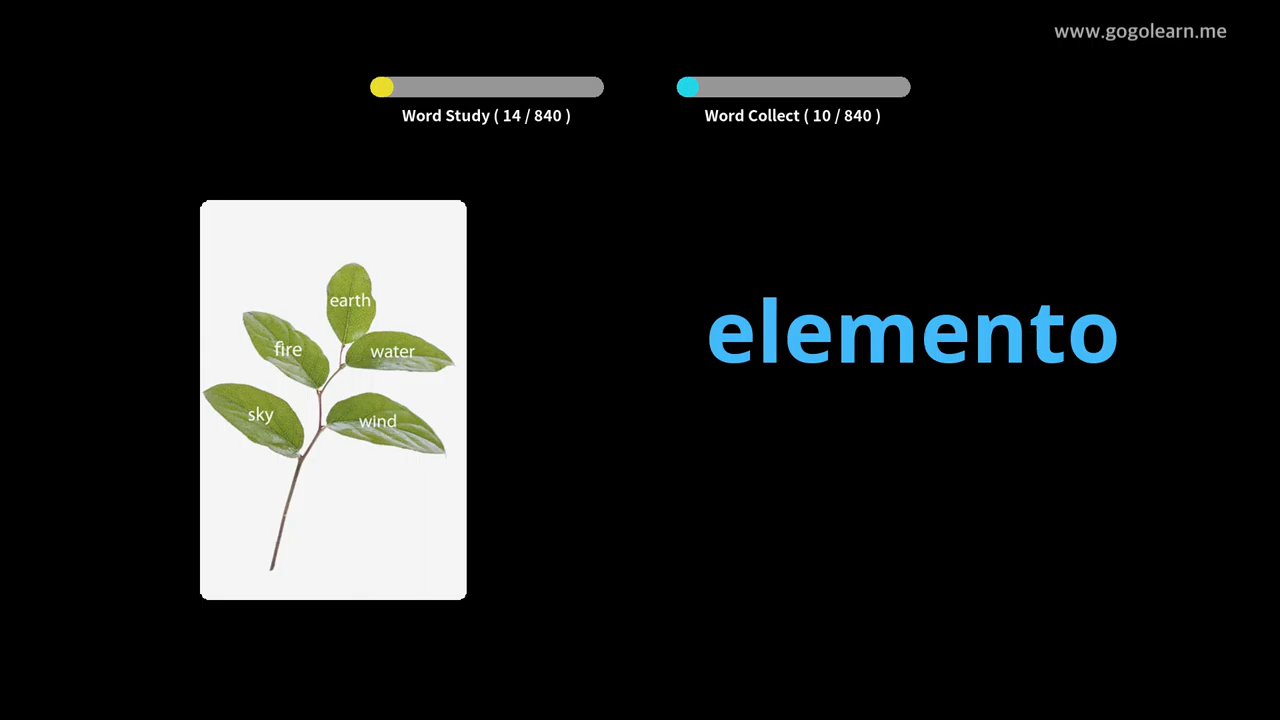 www.gogolearn.me
Word Study ( 14 / 840 )
Word Collect ( 10 / 840 )
earth
fire
water
sky
wind
elemento